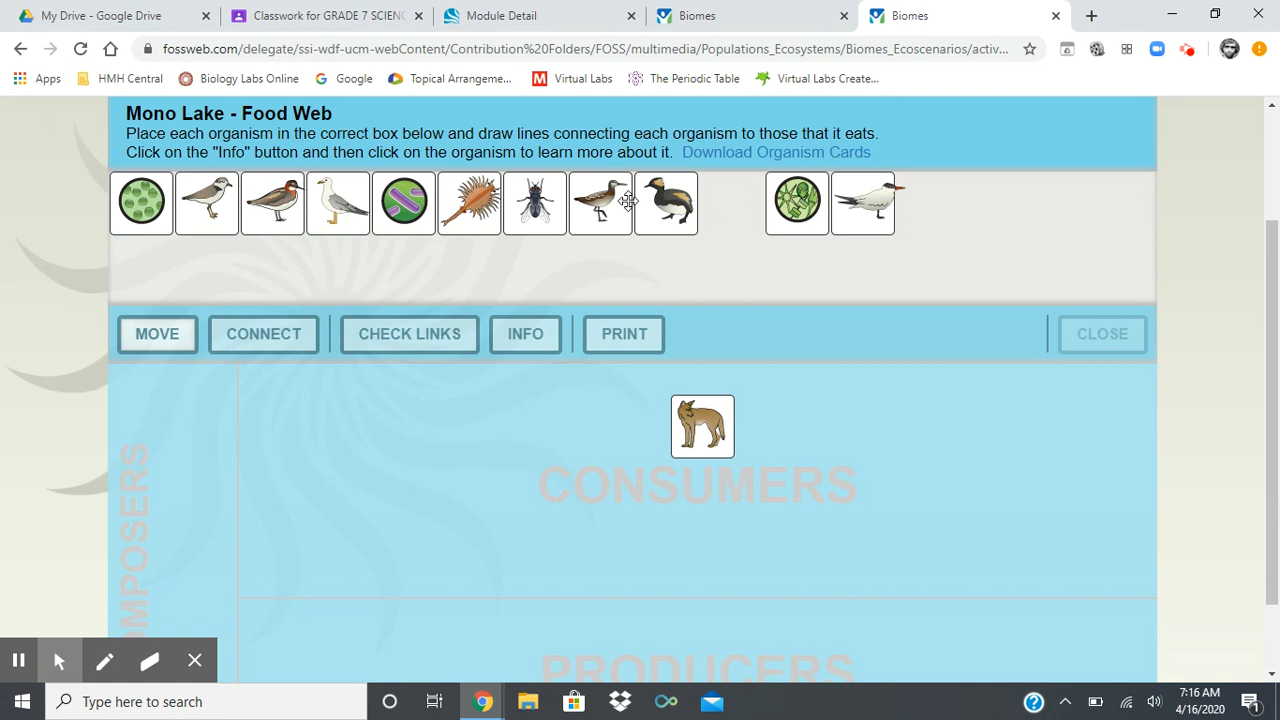 My Drive - Google Drive
Classwork for GRADE 7 SCIENC
Module Detail
Biomes
Biomes
fossweb.com/delegate/ssi-wdf-ucm-webContent/Contribution%20Folders/FOSS/multimedia/Populations_Ecosystems/Biomes_Ecoscenarios/activ...
Apps
HMH Central
Biology Labs Online
Google
Topical Arrangeme...
Virtual Labs
The Periodic Table
Virtual Labs Create...
Mono Lake - Food Web
Place each organism in the correct box below and draw lines connecting each organism to those that it eats.
Click on the "Info" button and then click on the organism to learn more about it. Download Organism Cards
MOVE
CONNECT
CHECK LINKS
INFO
PRINT
CLOSE
OMPOSERS
CONSUMERS
PRODUCERS
Type here to search
7:16 AM
4/16/2020
1